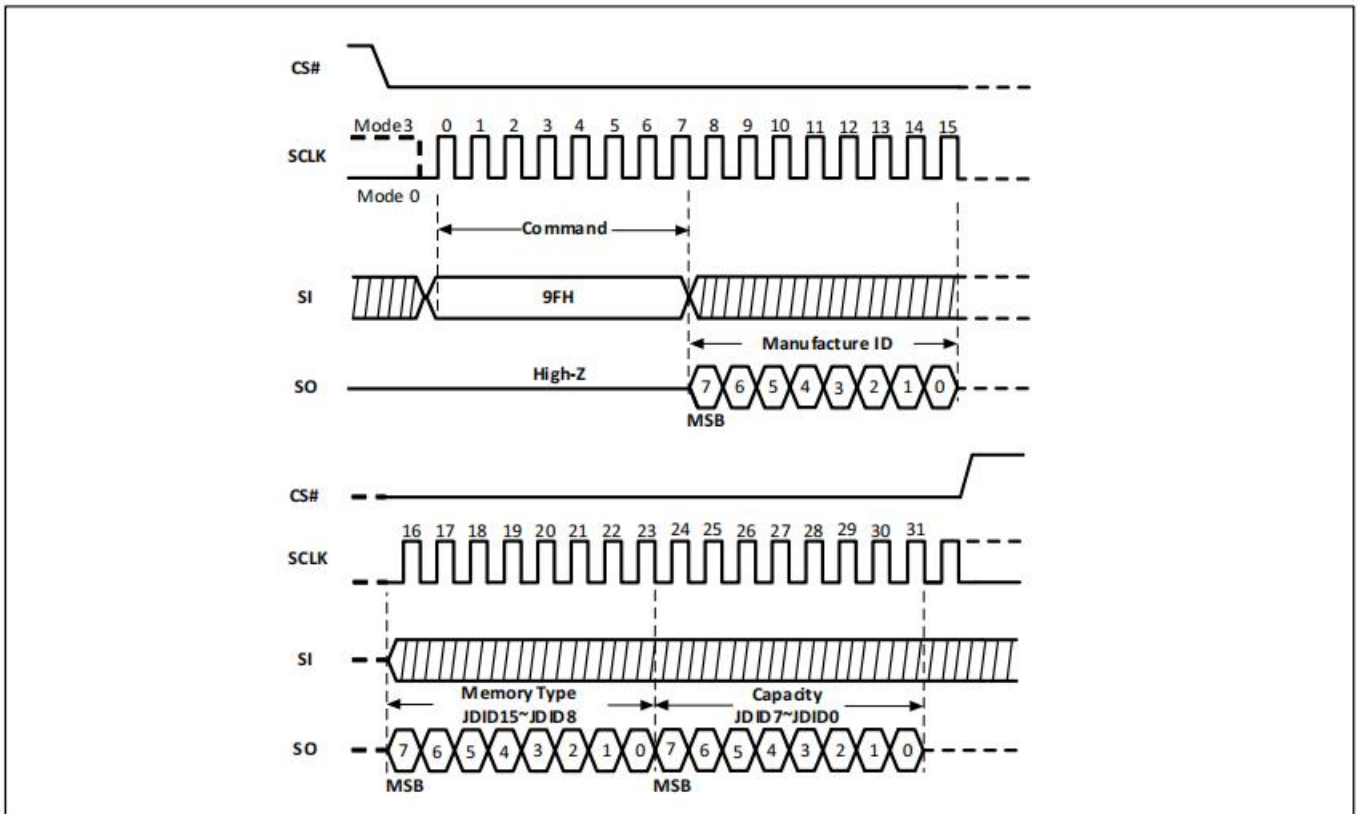 CS#
Mode3 0 1 2 3 4 5 6 7 8 9 10 11 12 13 14 15
SCLK
Mode 0
Command
SI 9FH
Manufacture ID
High-Z
SO 7 6 5 4 3 2 1 0
MSB
CS#
16 17 18 19 20 21 22 23 24 25 26 27 28 29 30 31
SCLK
SI
Memory Type Capacity
JDID15~JDID8 JDID7~JDID0
SO 7 6 5 4 3 2 1 0 7 6 5 4 3 2 1 0
MSB MSB